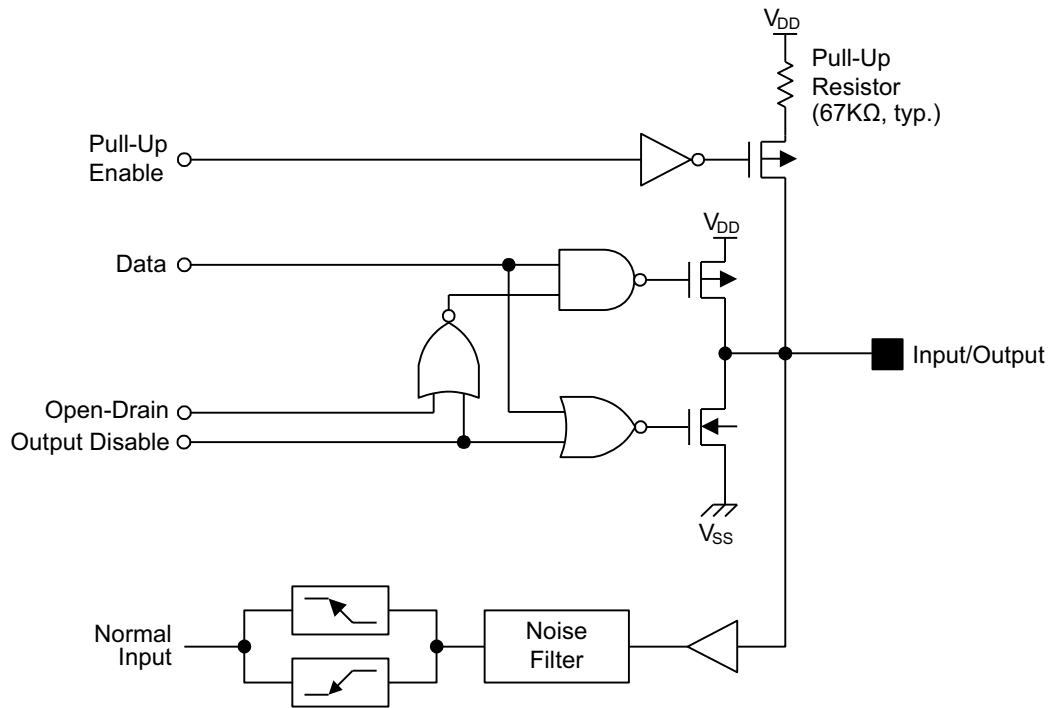 VDD
Pull-Up
Resistor
(67KΩ, typ.)
Pull-Up
Enable
VDD
Data
Input/Output
Open-Drain
Output Disable
VSS
Normal
Input
Noise
Filter